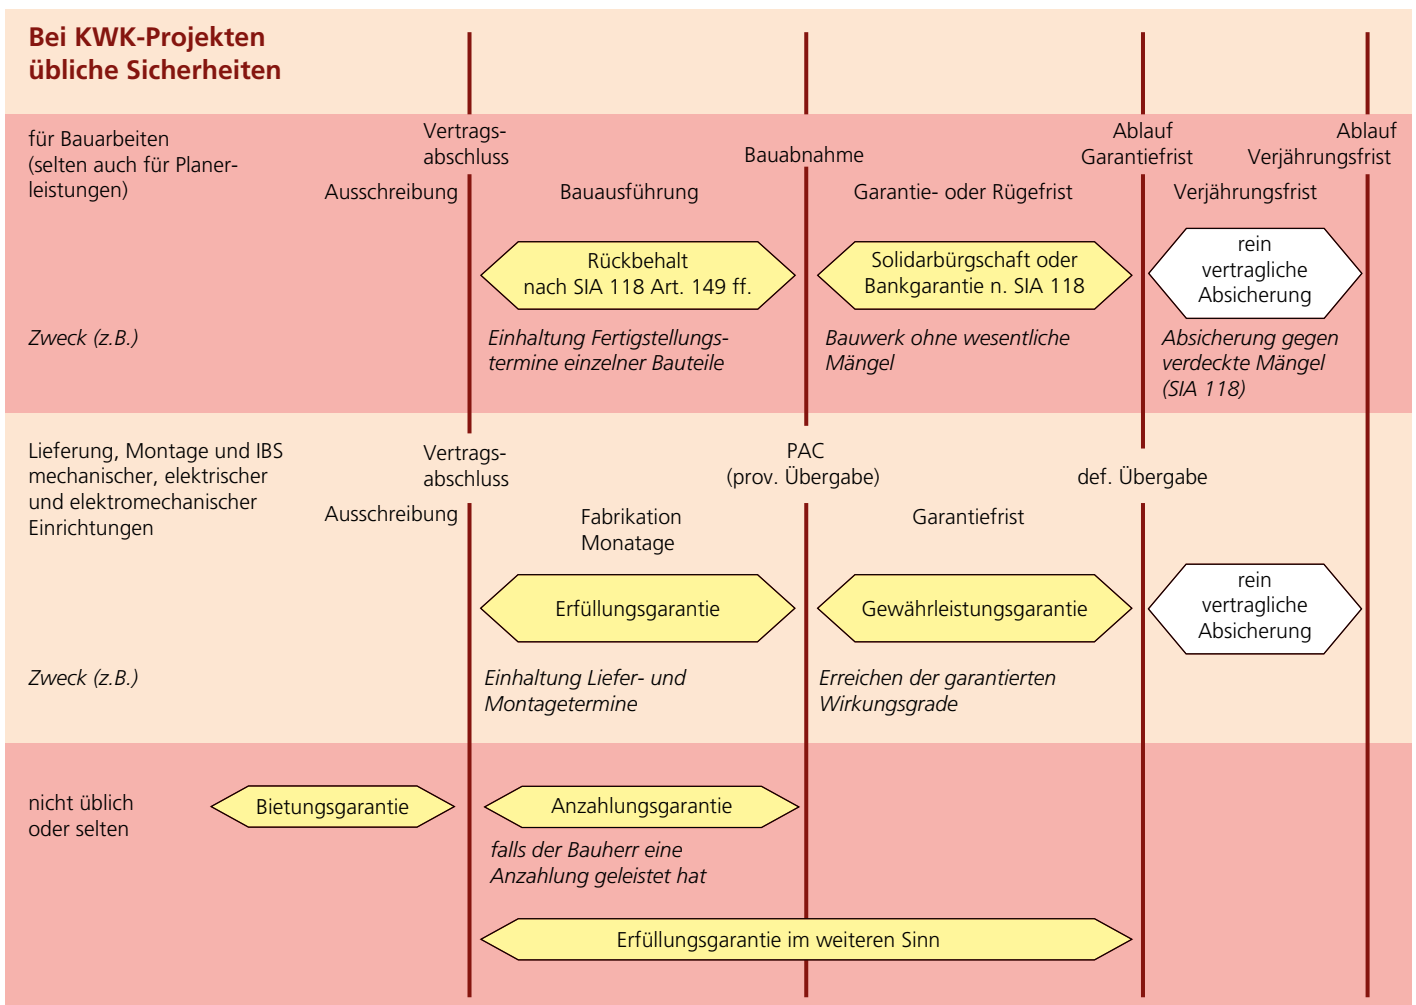 Bei KWK-Projekten
übliche Sicherheiten
für Bauarbeiten
(selten auch für Planer-
leistungen)
Vertrags-
abschluss
Bauabnahme
Ablauf
Garantiefrist
Ablauf
Verjährungsfrist
Ausschreibung
Bauausführung
Garantie- oder Rügefrist
Verjährungsfrist
Rückbehalt
nach SIA 118 Art. 149 ff.
Solidarbürgschaft oder
Bankgarantie n. SIA 118
rein
vertragliche
Absicherung
Zweck (z.B.)
Einhaltung Fertigstellungs-
termine einzelner Bauteile
Bauwerk ohne wesentliche
Mängel
Absicherung gegen
verdeckte Mängel
(SIA 118)
Lieferung, Montage und IBS
mechanischer, elektrischer
und elektromechanischer
Einrichtungen
Vertrags-
abschluss
PAC
(prov. Übergabe)
def. Übergabe
Ausschreibung
Fabrikation
Monatage
Garantiefrist
Erfüllungsgarantie
Gewährleistungsgarantie
rein
vertragliche
Absicherung
Zweck (z.B.)
Einhaltung Liefer- und
Montagetermine
Erreichen der garantierten
Wirkungsgrade
nicht üblich
oder selten
Bietungsgarantie
Anzahlungsgarantie
falls der Bauherr eine
Anzahlung geleistet hat
Erfüllungsgarantie im weiteren Sinn